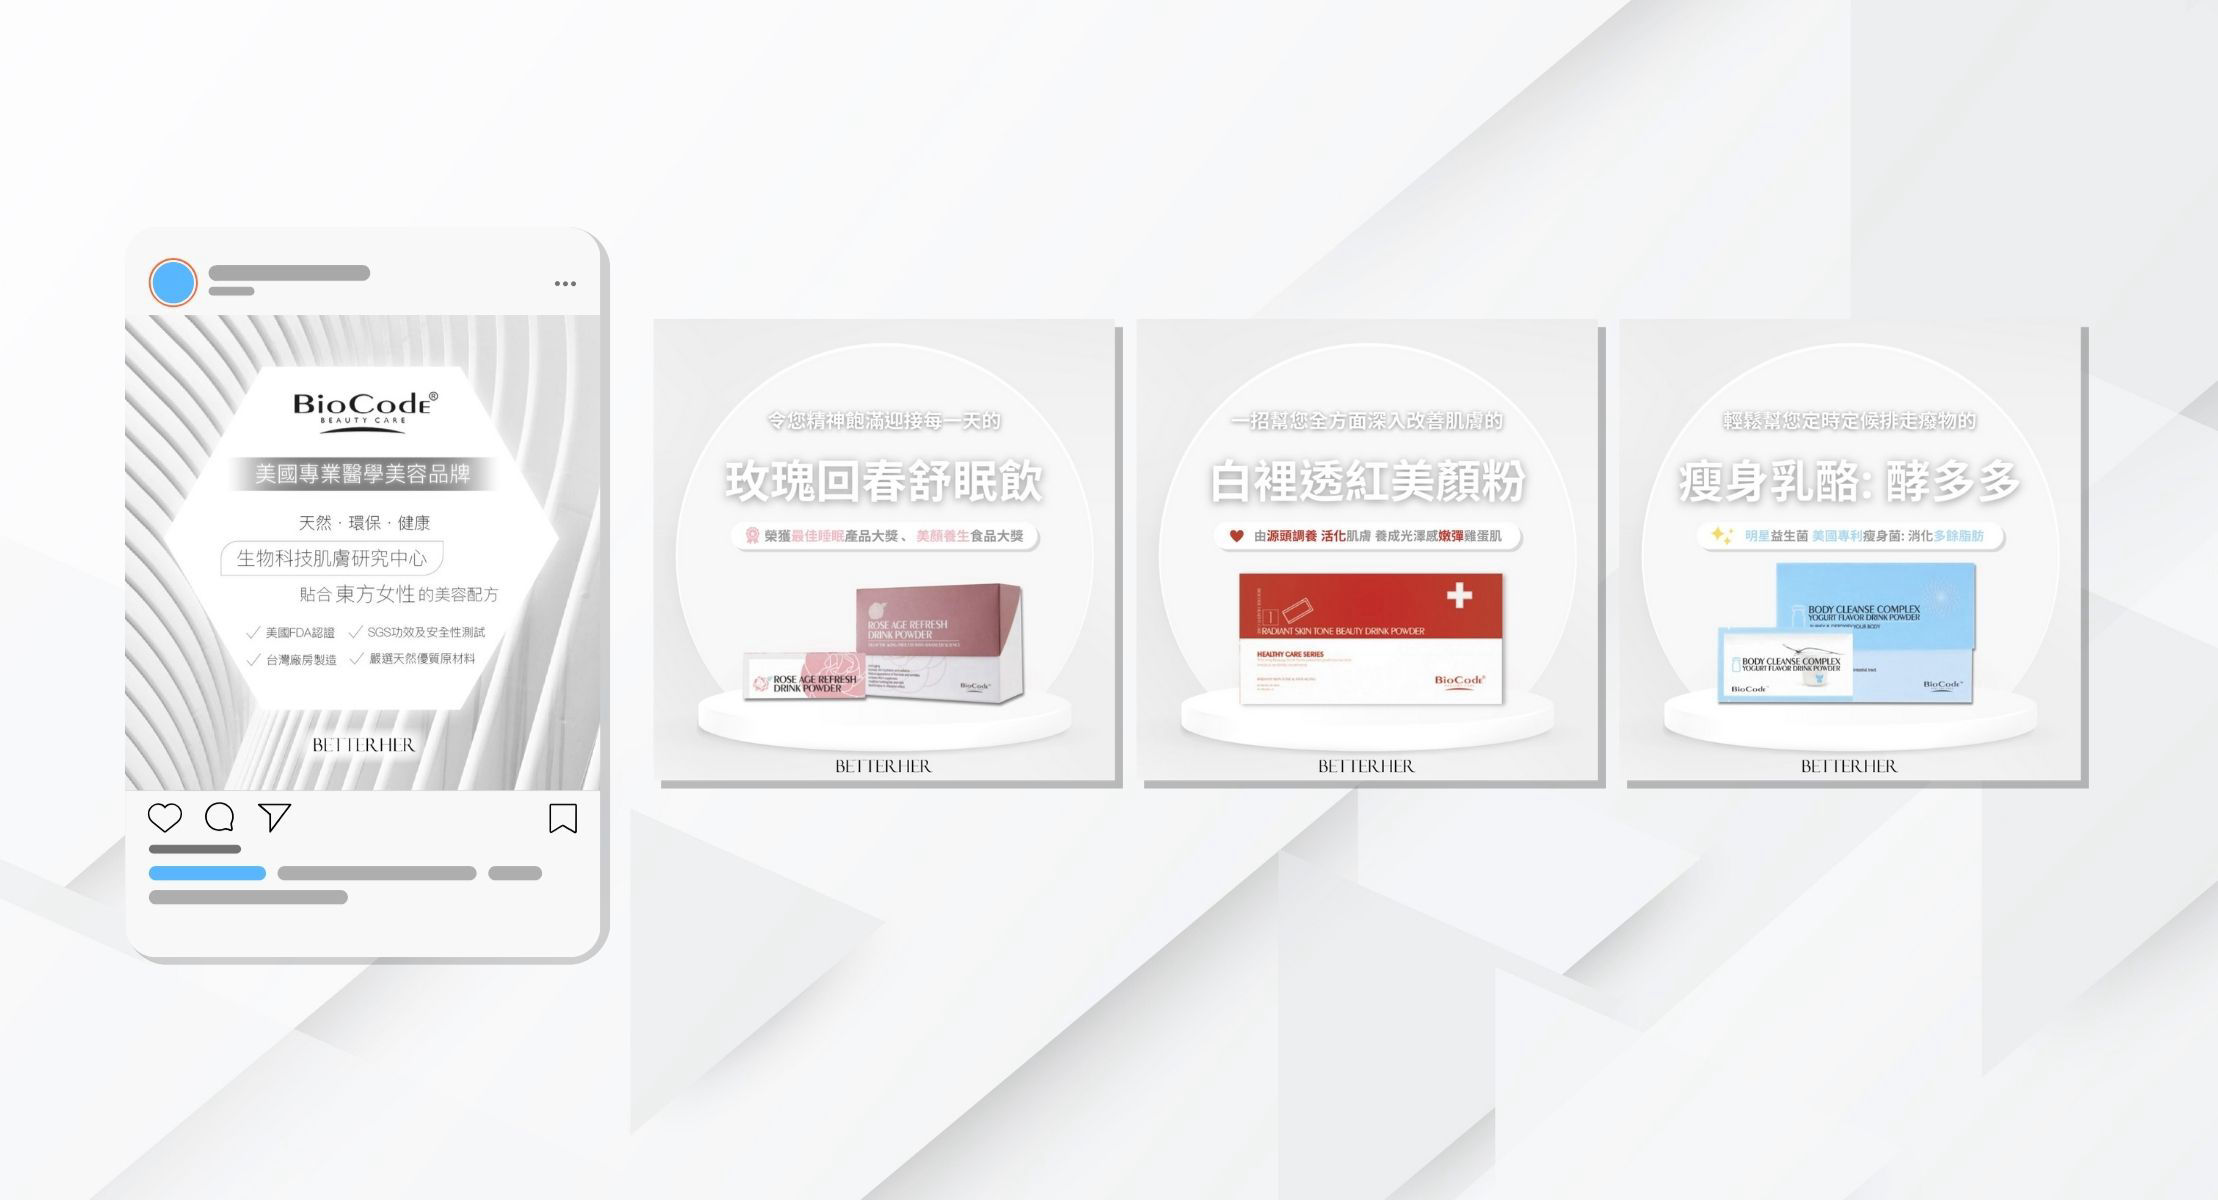 BioCode®
BEAUTY CARE
美國專業醫學美容品牌
天然·環保·健康
生物科技肌膚研究中心
貼合東方女性的美容配方
美國FDA認證 SGS功效及安全性測試
台灣廠房製造 嚴選天然優質原材料
BETTERHER
令您精神飽滿迎接每一天的
玫瑰回春舒眠飲
榮獲最佳睡眠產品大獎、美顏養生食品大獎
ROSE AGE REFRESH
DRINK POWDER
ROSE AGE REFRESH
DRINK POWDER
BioCode
BETTERHER
一招幫您全方面深入改善肌膚的
白裡透紅美顏粉
由源頭調養 活化肌膚 養成光澤感嫩彈雞蛋肌
RADIANT SKIN TONE BEAUTY DRINK POWDER
HEALTHY CARE SERIES
BioCode
BETTERHER
輕鬆幫您定時定候排走廢物的
瘦身乳酪: 酵多多
明星益生菌 美國專利瘦身菌: 消化多餘脂肪
BODY CLEANSE COMPLEX
YOGURT FLAVOR DRINK POWDER
BODY CLEANSE COMPLEX
YOGURT FLAVOR DRINK POWDER
BioCode
BioCode
BETTERHER